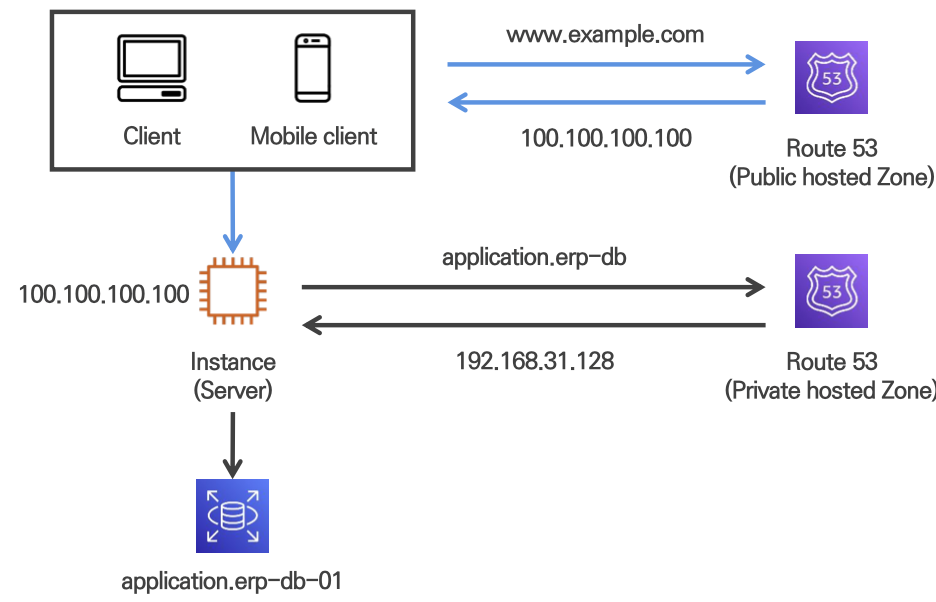 www.example.com
53
Client
Mobile client
100.100.100.100
Route 53
(Public hosted Zone)
application.erp-db
100.100.100.100
53
192.168.31.128
Instance
(Server)
Route 53
(Private hosted Zone)
application.erp-db-01